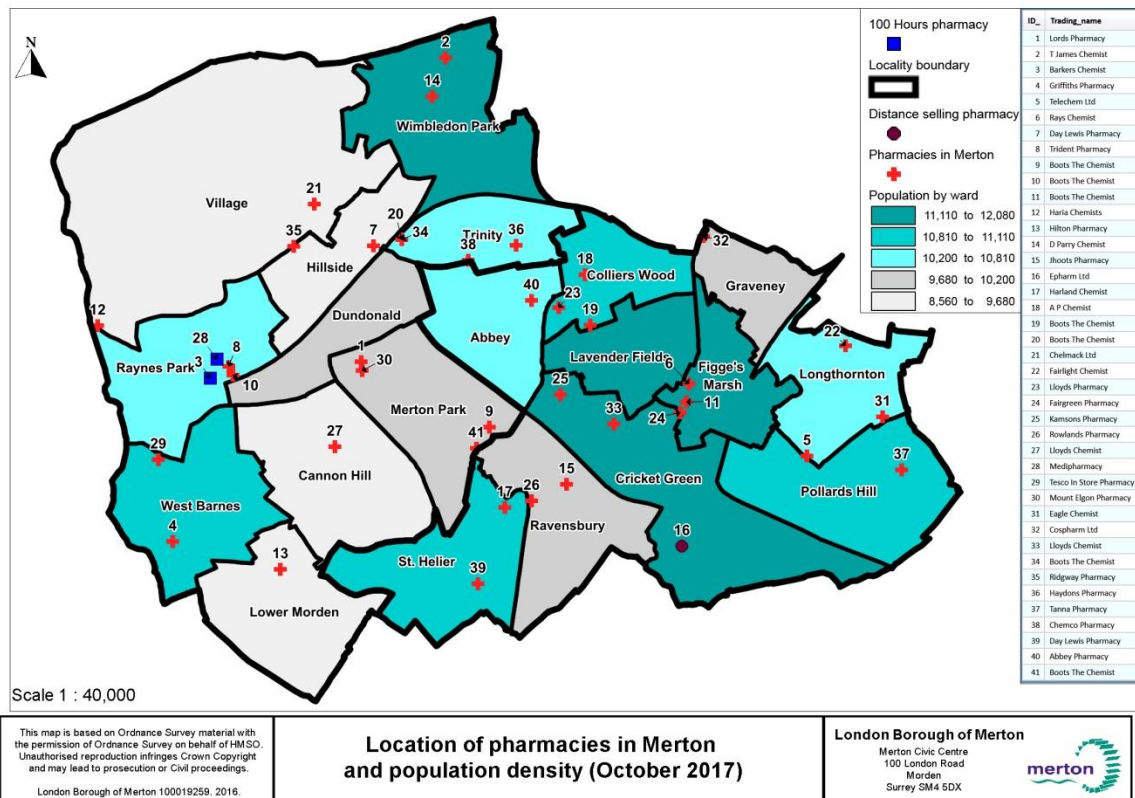 N
2
14
Wimbledon Park
Village
21
35
7
Hillside
20
34
Trinity
36
38
32
Graveney
18
Colliers Wood
23
19
40
Abbey
12
Dundonald
28
8
Raynes Park
3
10
1
30
Lavender Fields
6
Figge's
Marsh
11
24
22
Longthornton
31
25
33
Merton Park
9
41
27
Cannon Hill
29
West Barnes
4
5
37
Pollards Hill
Cricket Green
15
26
Ravensbury
17
16
13
Lower Morden
St. Helier
39
Scale 1 : 40,000
100 Hours pharmacy
Locality boundary
Distance selling pharmacy
Pharmacies in Merton
Population by ward
11,110 to 12,080
10,810 to 11,110
10,200 to 10,810
9,680 to 10,200
8,560 to 9,680
ID_ Trading_name
1 Lords Pharmacy
2 T James Chemist
3 Barkers Chemist
4 Griffiths Pharmacy
5 Telechem Ltd
6 Rays Chemist
7 Day Lewis Pharmacy
8 Trident Pharmacy
9 Boots The Chemist
10 Boots The Chemist
11 Boots The Chemist
12 Haria Chemists
13 Hilton Pharmacy
14 D Parry Chemist
15 Jhoots Pharmacy
16 Epharm Ltd
17 Harland Chemist
18 A P Chemist
19 Boots The Chemist
20 Boots The Chemist
21 Chelmack Ltd
22 Fairlight Chemist
23 Lloyds Pharmacy
24 Fairgreen Pharmacy
25 Kamsons Pharmacy
26 Rowlands Pharmacy
27 Lloyds Chemist
28 Medipharmacy
29 Tesco In Store Pharmacy
30 Mount Elgon Pharmacy
31 Eagle Chemist
32 Cospharm Ltd
33 Lloyds Chemist
34 Boots The Chemist
35 Ridgway Pharmacy
36 Haydons Pharmacy
37 Tanna Pharmacy
38 Chemco Pharmacy
39 Day Lewis Pharmacy
40 Abbey Pharmacy
41 Boots The Chemist
This map is based on Ordnance Survey material with
the permission of Ordnance Survey on behalf of HMSO.
Unauthorised reproduction infringes Crown Copyright
and may lead to prosecution or Civil proceedings.
London Borough of Merton 100019259. 2016.
Location of pharmacies in Merton
and population density (October 2017)
London Borough of Merton
Merton Civic Centre
100 London Road
Morden
Surrey SM4 5DX
merton